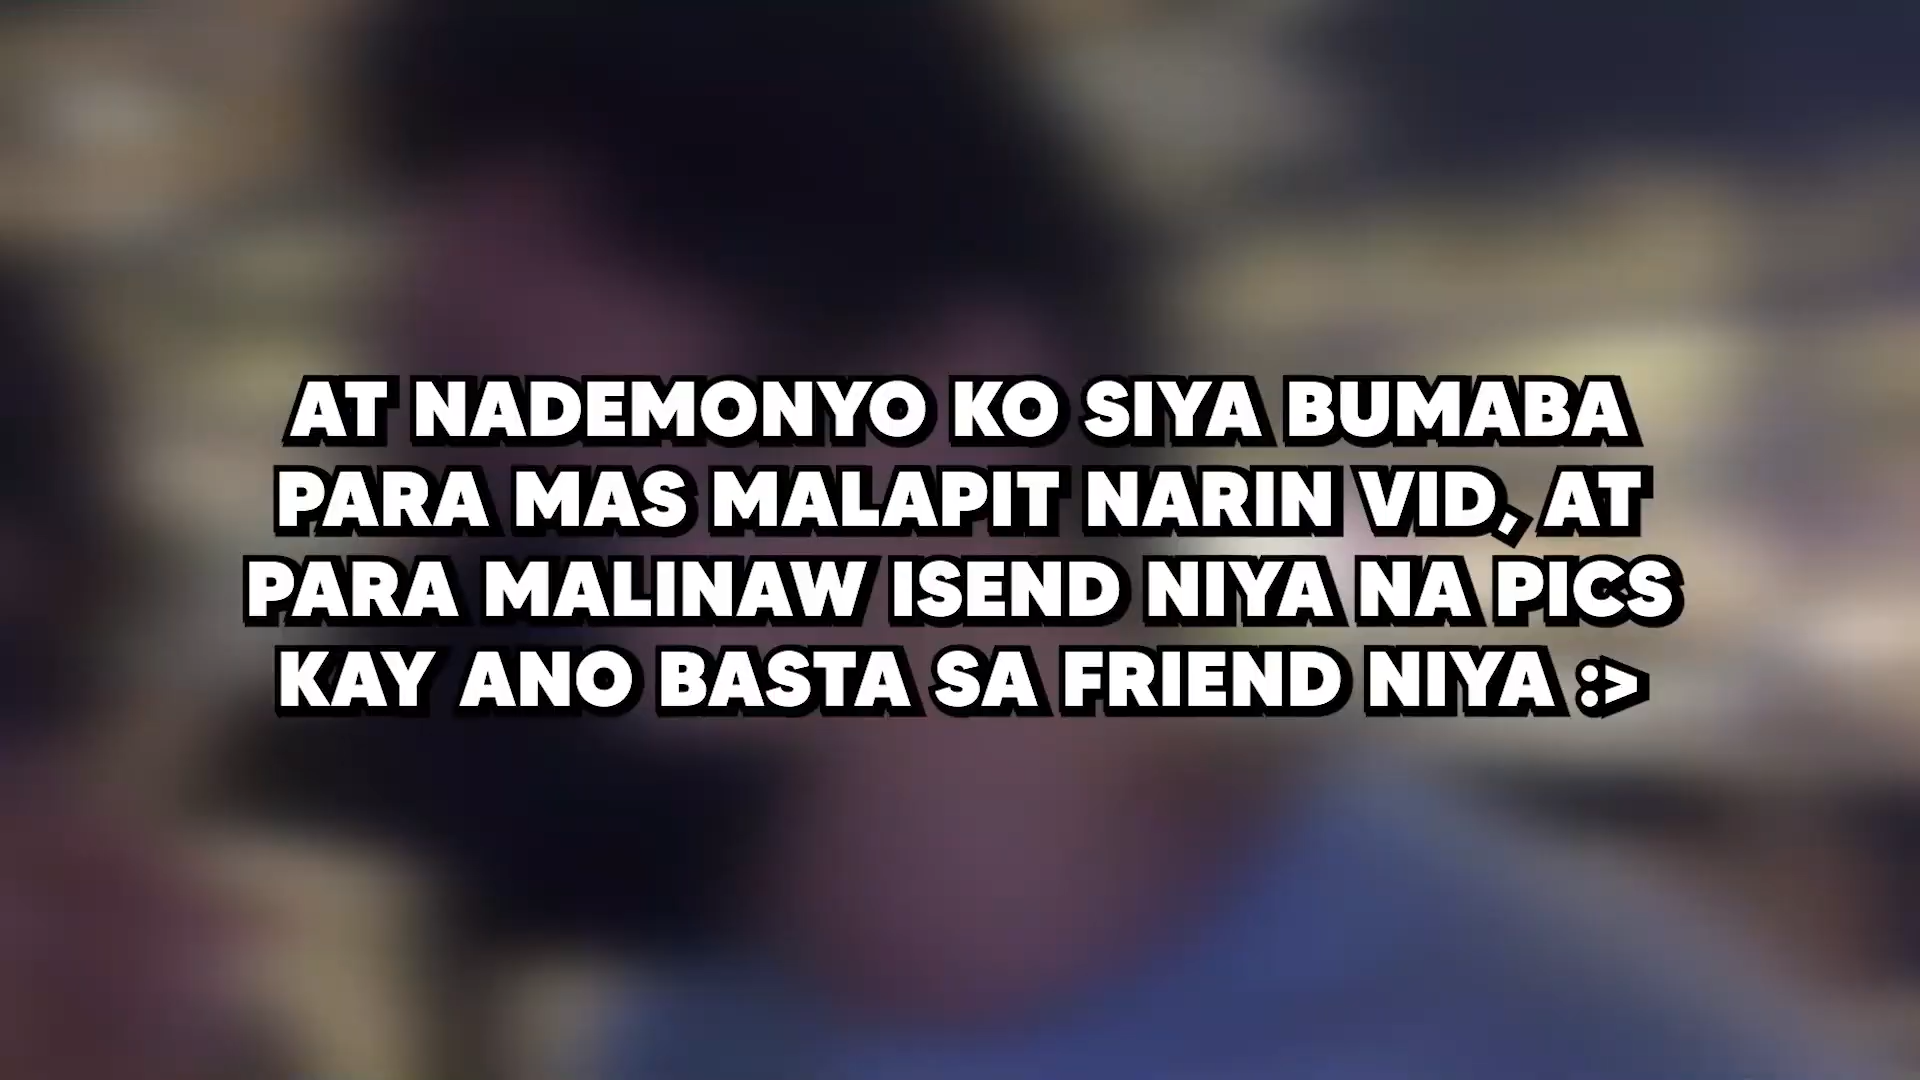 AT NADEMONYO KO SIYA BUMABA
PARA MAS MALAPIT NARIN VID, AT
PARA MALINAW ISEND NIYA NA PICS
KAY ANO BASTA SA FRIEND NIYA :>